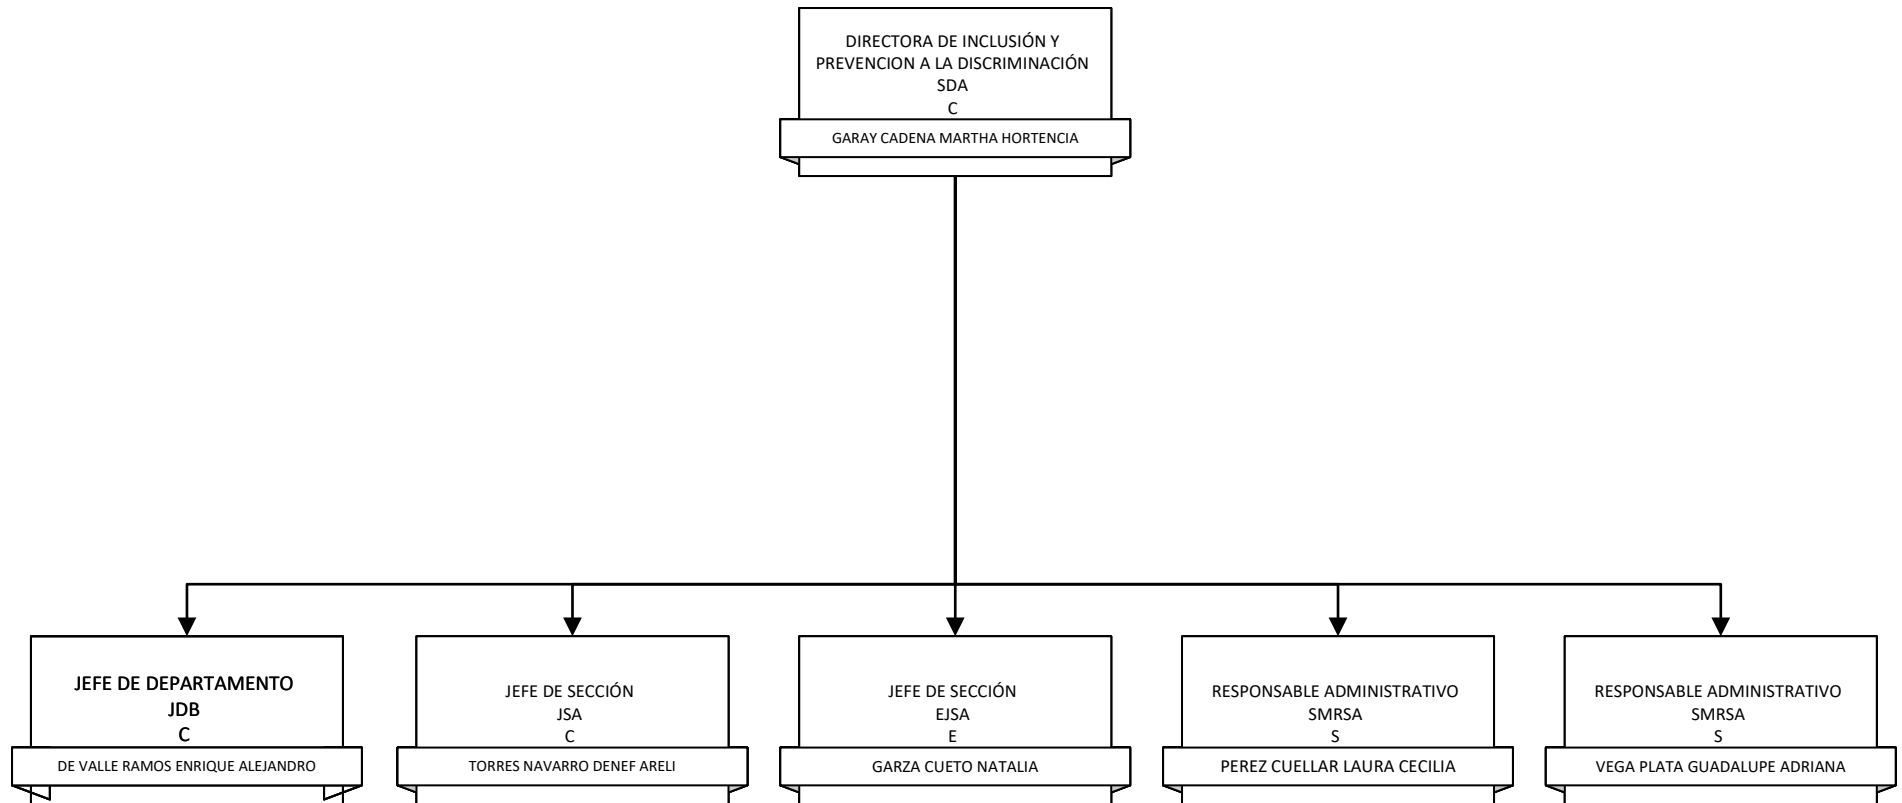 DIRECTORA DE INCLUSIÓN Y
PREVENCION A LA DISCRIMINACIÓN
SDA
C
GARAY CADENA MARTHA HORTENCIA
JEFE DE DEPARTAMENTO
JDB
C
DE VALLE RAMOS ENRIQUE ALEJANDRO
JEFE DE SECCIÓN
JSA
C
TORRES NAVARRO DENEF ARELI
JEFE DE SECCIÓN
EJSA
E
GARZA CUETO NATALIA
RESPONSABLE ADMINISTRATIVO
SMRSA
S
PEREZ CUELLAR LAURA CECILIA
RESPONSABLE ADMINISTRATIVO
SMRSA
S
VEGA PLATA GUADALUPE ADRIANA